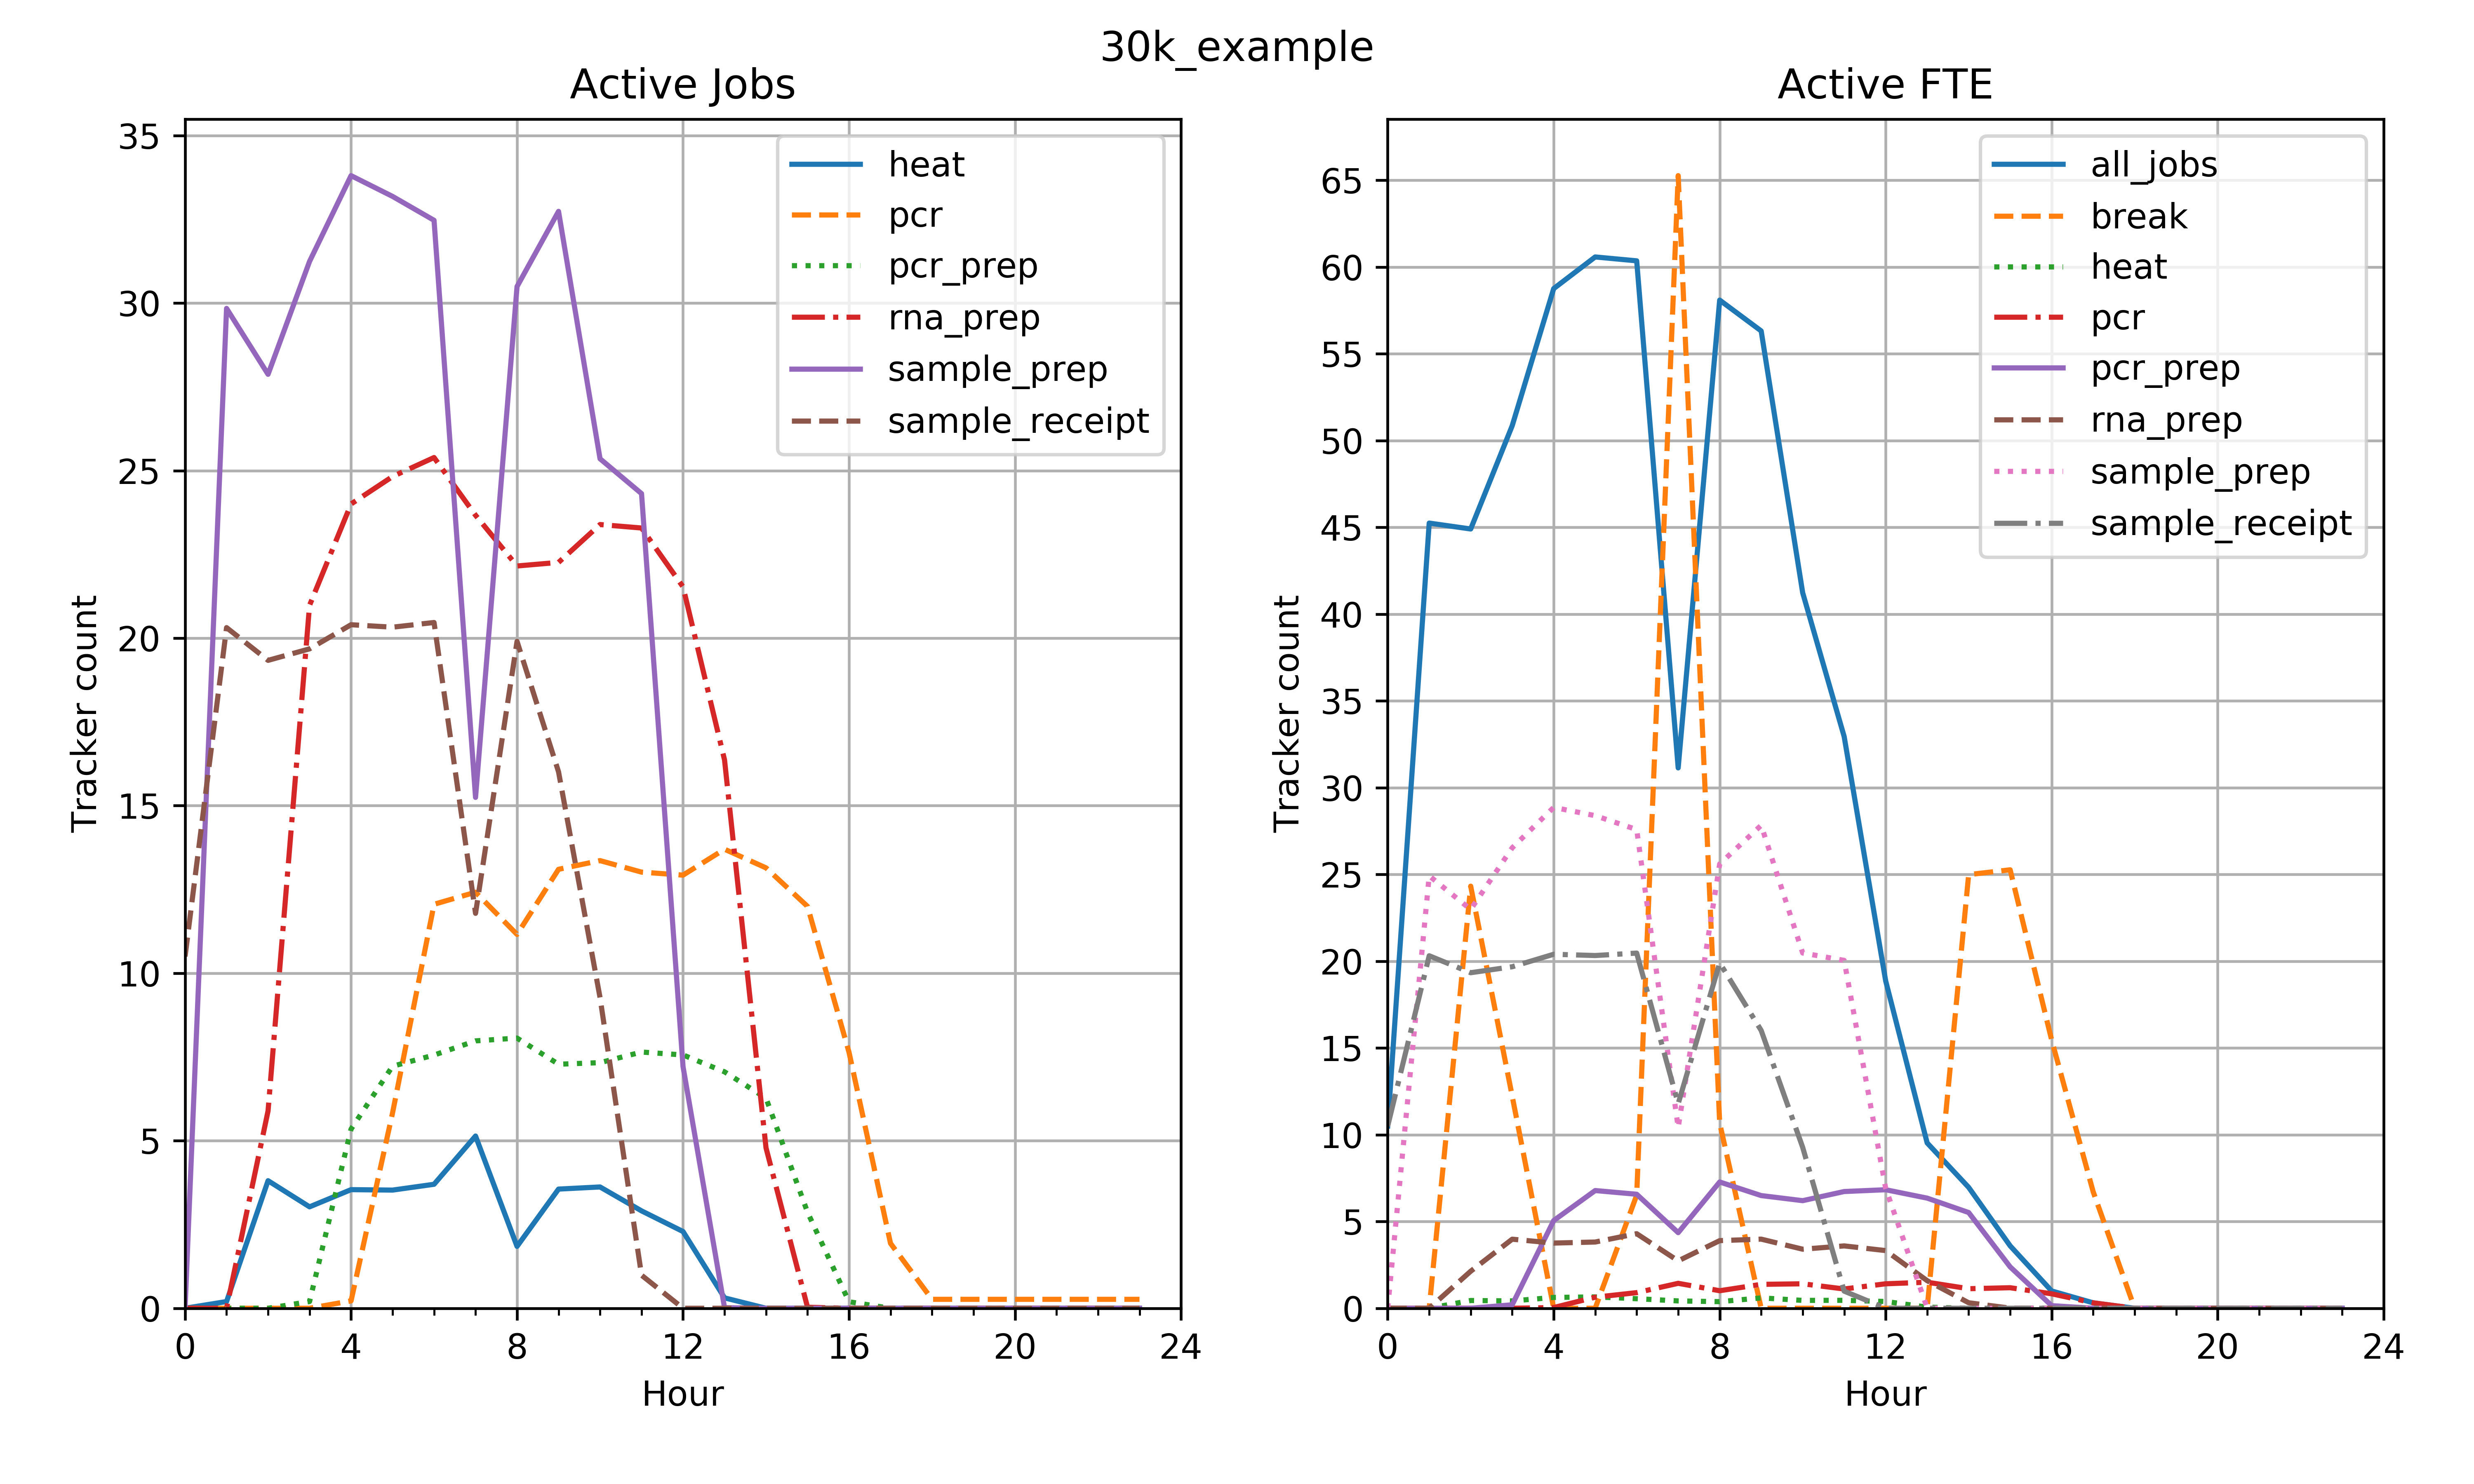 30k_example
Active Jobs
35
30
25
20
15
10
5
0
Tracker count
0 4 8 12 16 20 24
Hour
heat
pcr
pcr_prep
rna_prep
sample_prep
sample_receipt
Active FTE
65
60
55
50
45
40
35
30
25
20
15
10
5
0
Tracker count
0 4 8 12 16 20 24
Hour
all_jobs
break
heat
pcr
pcr_prep
rna_prep
sample_prep
sample_receipt